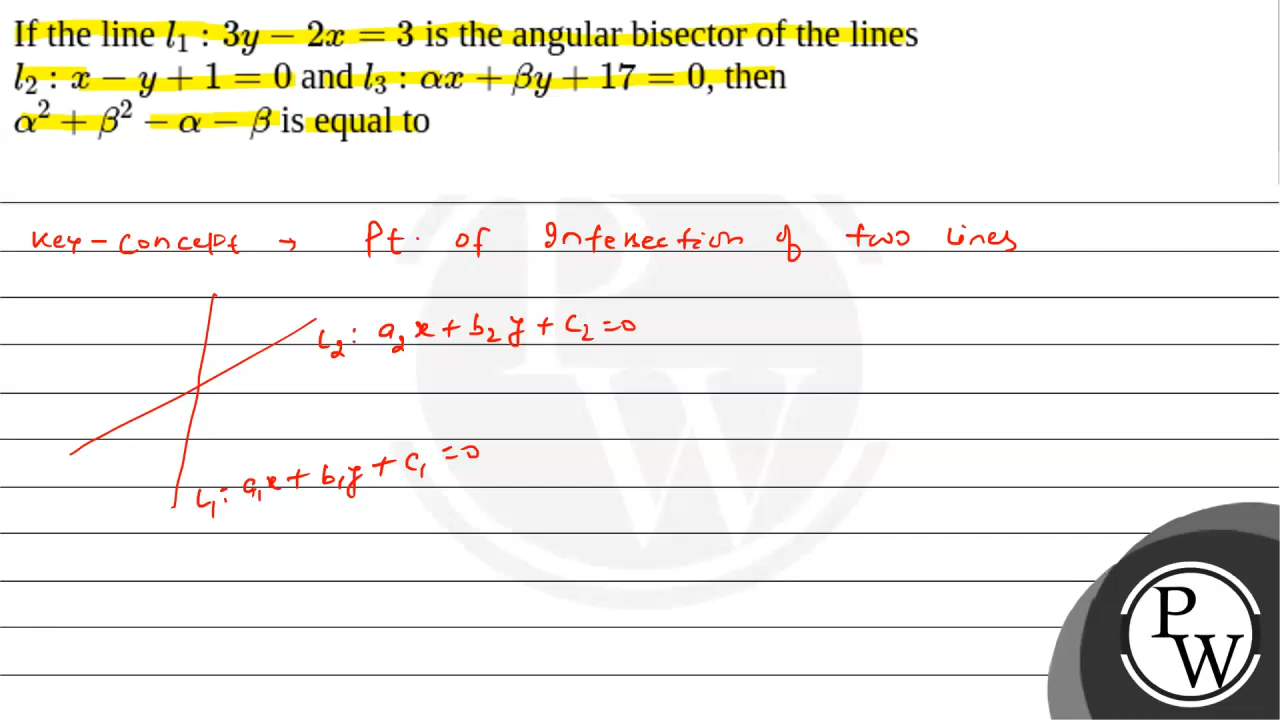 If the line l₁ : 3y − 2x = 3 is the angular bisector of the lines
l₂ : x − y + 1 = 0 and l₃ : αx + βy + 17 = 0, then
α² + β² − α − β is equal to
Key-concept → Pt. of Intersection of two lines
L₂: a₂x + b₂y + c₂ = 0
L₁: a₁x + b₁y + c₁ = 0
P
W
P
W